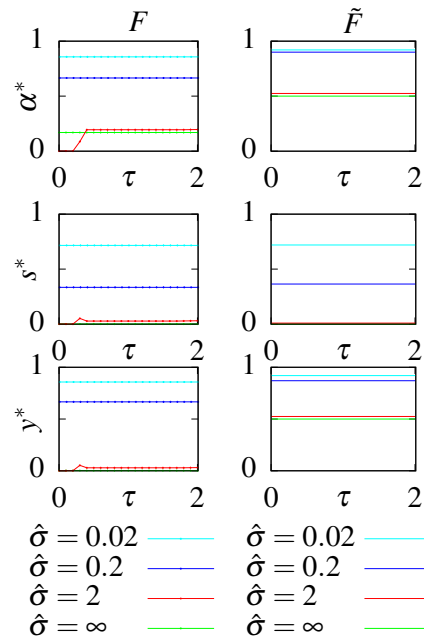 F F̃
1 1
α* 0 0
0 τ 2 0 τ 2
1 1
s* 0 0
0 τ 2 0 τ 2
1 1
y* 0 0
0 τ 2 0 τ 2
σ̂ = 0.02 σ̂ = 0.02
σ̂ = 0.2 σ̂ = 0.2
σ̂ = 2 σ̂ = 2
σ̂ = ∞ σ̂ = ∞